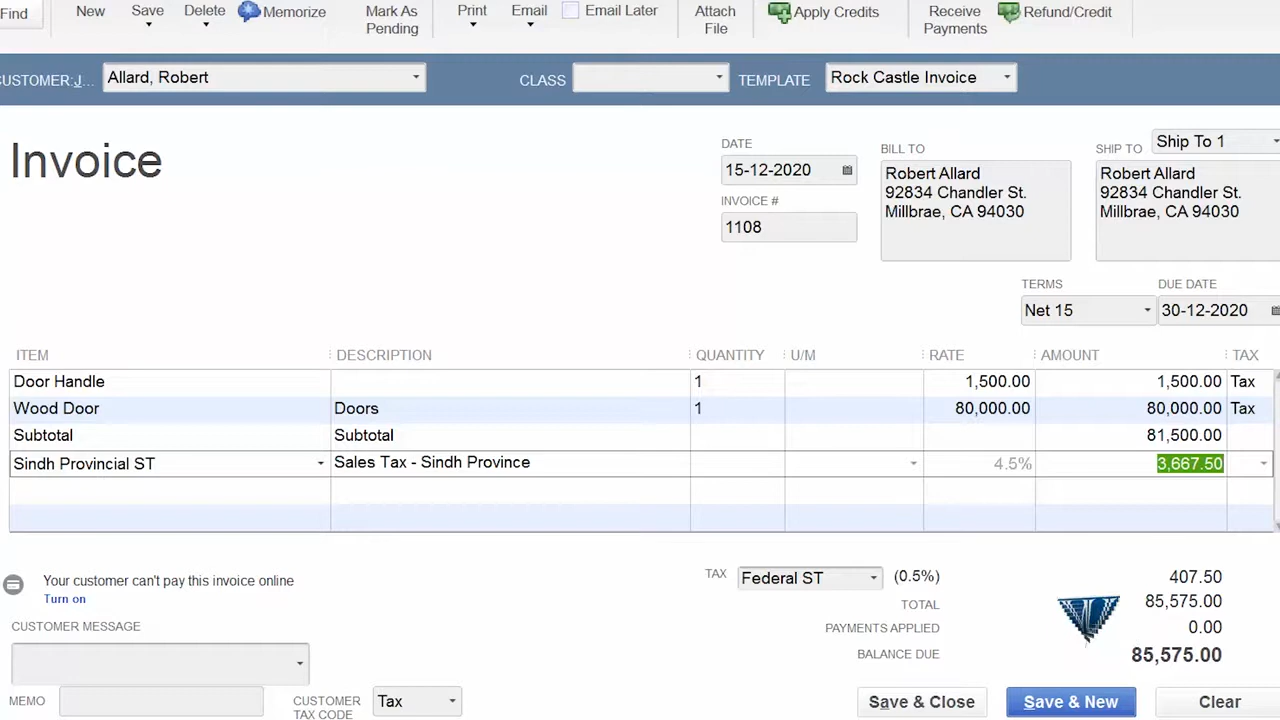 Find New Save Delete Memorize Mark As Pending Print Email Email Later Attach File Apply Credits Receive Payments Refund/Credit
CUSTOMER:J... Allard, Robert CLASS TEMPLATE Rock Castle Invoice
Invoice
DATE
15-12-2020
INVOICE #
1108
BILL TO
Robert Allard
92834 Chandler St.
Millbrae, CA 94030
SHIP TO Ship To 1
Robert Allard
92834 Chandler St.
Millbrae, CA 94030
TERMS DUE DATE
Net 15 30-12-2020
ITEM DESCRIPTION QUANTITY U/M RATE AMOUNT TAX
Door Handle 1 1,500.00 1,500.00 Tax
Wood Door Doors 1 80,000.00 80,000.00 Tax
Subtotal Subtotal 81,500.00
Sindh Provincial ST Sales Tax - Sindh Province 4.5% 3,667.50
Your customer can't pay this invoice online
Turn on
TAX Federal ST (0.5%) 407.50
TOTAL 85,575.00
PAYMENTS APPLIED 0.00
BALANCE DUE 85,575.00
CUSTOMER MESSAGE
MEMO CUSTOMER TAX CODE Tax
Save & Close Save & New Clear